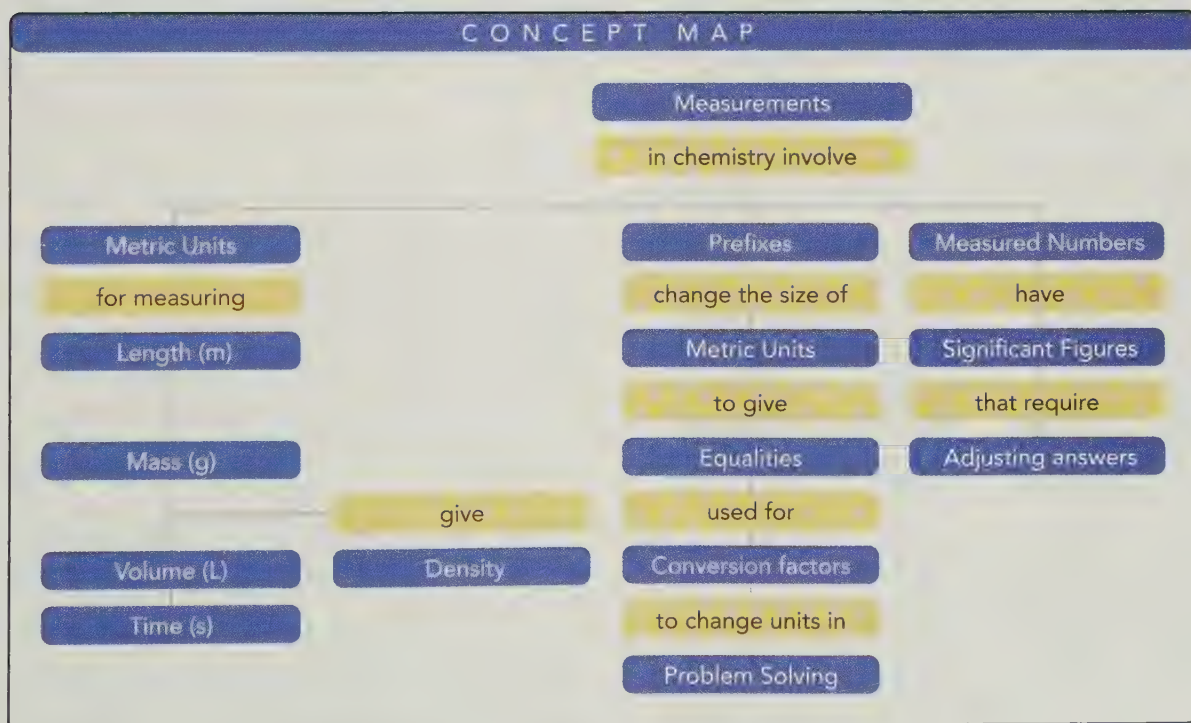 CONCEPT MAP
Measurements
in chemistry involve
Metric Units
for measuring
Length (m)
Mass (g)
Volume (L)
Time (s)
give
Density
Prefixes
change the size of
Metric Units
to give
Equalities
used for
Conversion factors
to change units in
Problem Solving
Measured Numbers
have
Significant Figures
that require
Adjusting answers